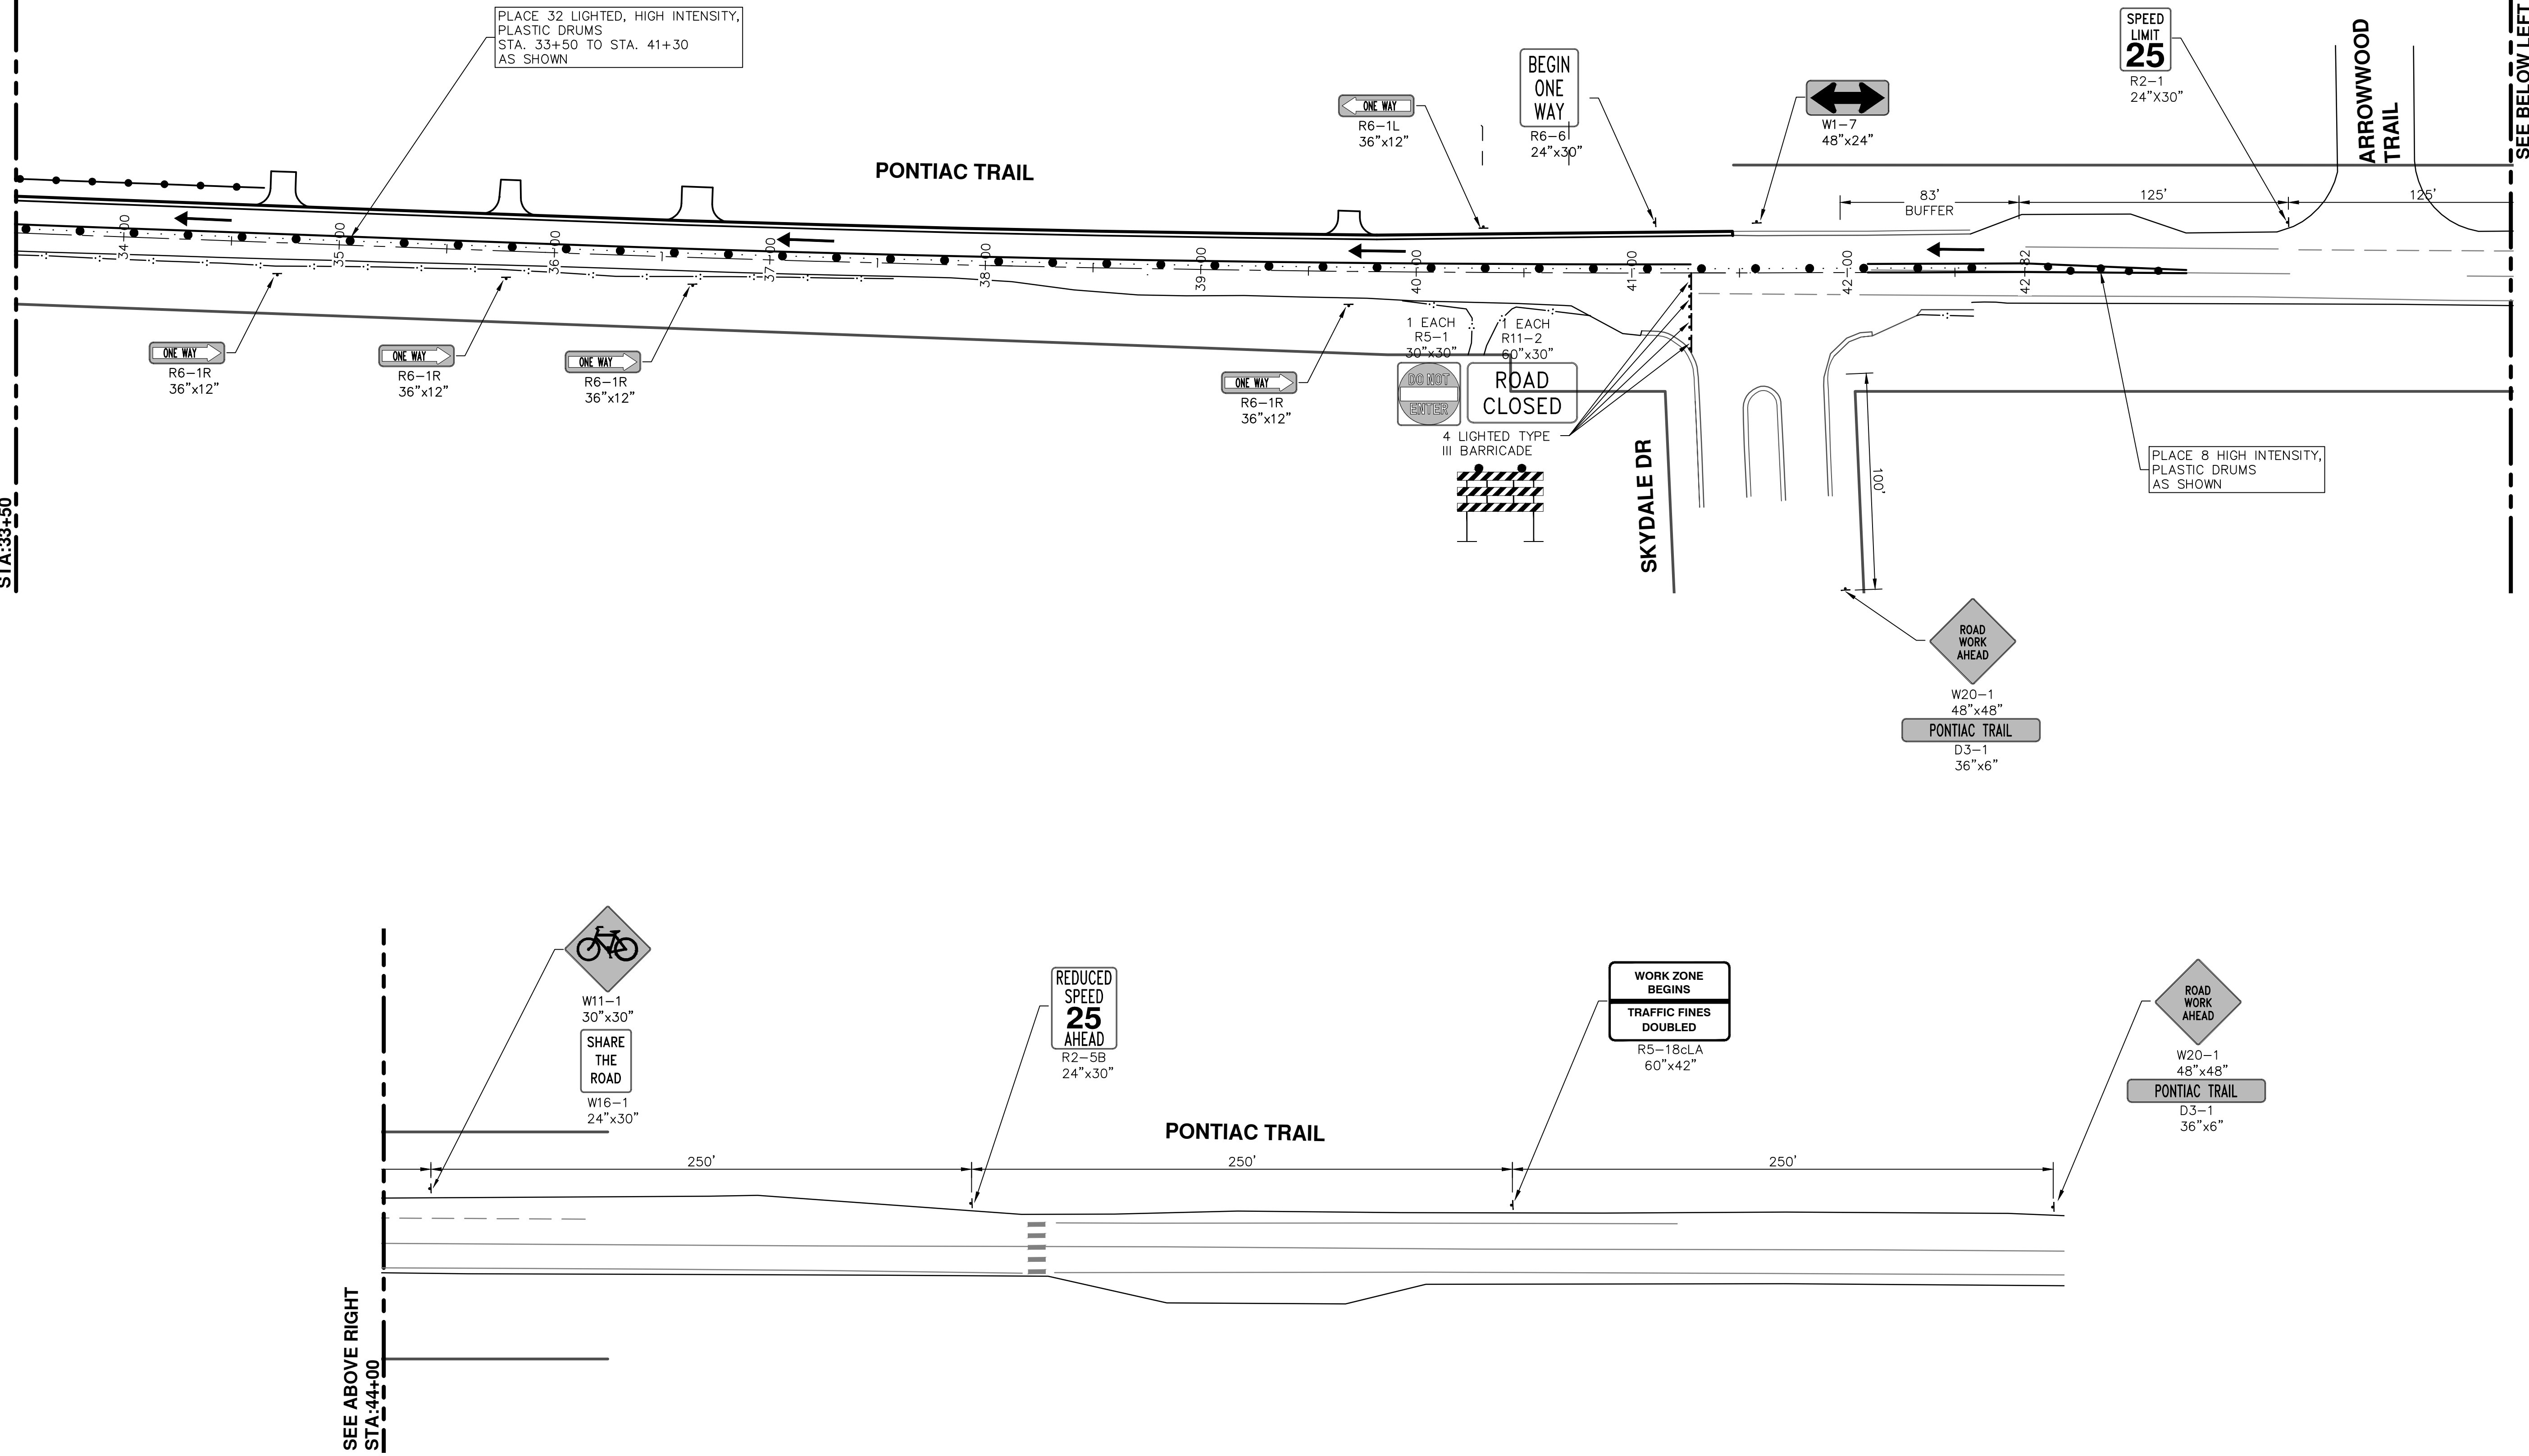 PLACE 32 LIGHTED, HIGH INTENSITY,
PLASTIC DRUMS
STA. 33+50 TO STA. 41+30
AS SHOWN
BEGIN
ONE
WAY
R6-6
24"x30"
ONE WAY
R6-1L
36"x12"
W1-7
48"x24"
SPEED
LIMIT
25
R2-1
24"X30"
ARROWWOOD
TRAIL
SEE BELOW LEFT
PONTIAC TRAIL
83'
BUFFER
125'
125'
34-00
35-00
36-00
37-00
38-00
39-00
40-00
41-00
42-00
42-82
ONE WAY
R6-1R
36"x12"
ONE WAY
R6-1R
36"x12"
ONE WAY
R6-1R
36"x12"
ONE WAY
R6-1R
36"x12"
1 EACH
R5-1
30"x30"
DO NOT
ENTER
1 EACH
R11-2
60"x30"
ROAD
CLOSED
4 LIGHTED TYPE
III BARRICADE
SKYDALE DR
100'
PLACE 8 HIGH INTENSITY,
PLASTIC DRUMS
AS SHOWN
STA:33+50
ROAD
WORK
AHEAD
W20-1
48"x48"
PONTIAC TRAIL
D3-1
36"x6"
W11-1
30"x30"
SHARE
THE
ROAD
W16-1
24"x30"
REDUCED
SPEED
25
AHEAD
R2-5B
24"x30"
WORK ZONE
BEGINS
TRAFFIC FINES
DOUBLED
R5-18cLA
60"x42"
ROAD
WORK
AHEAD
W20-1
48"x48"
PONTIAC TRAIL
D3-1
36"x6"
PONTIAC TRAIL
250'
250'
250'
SEE ABOVE RIGHT
STA:44+00